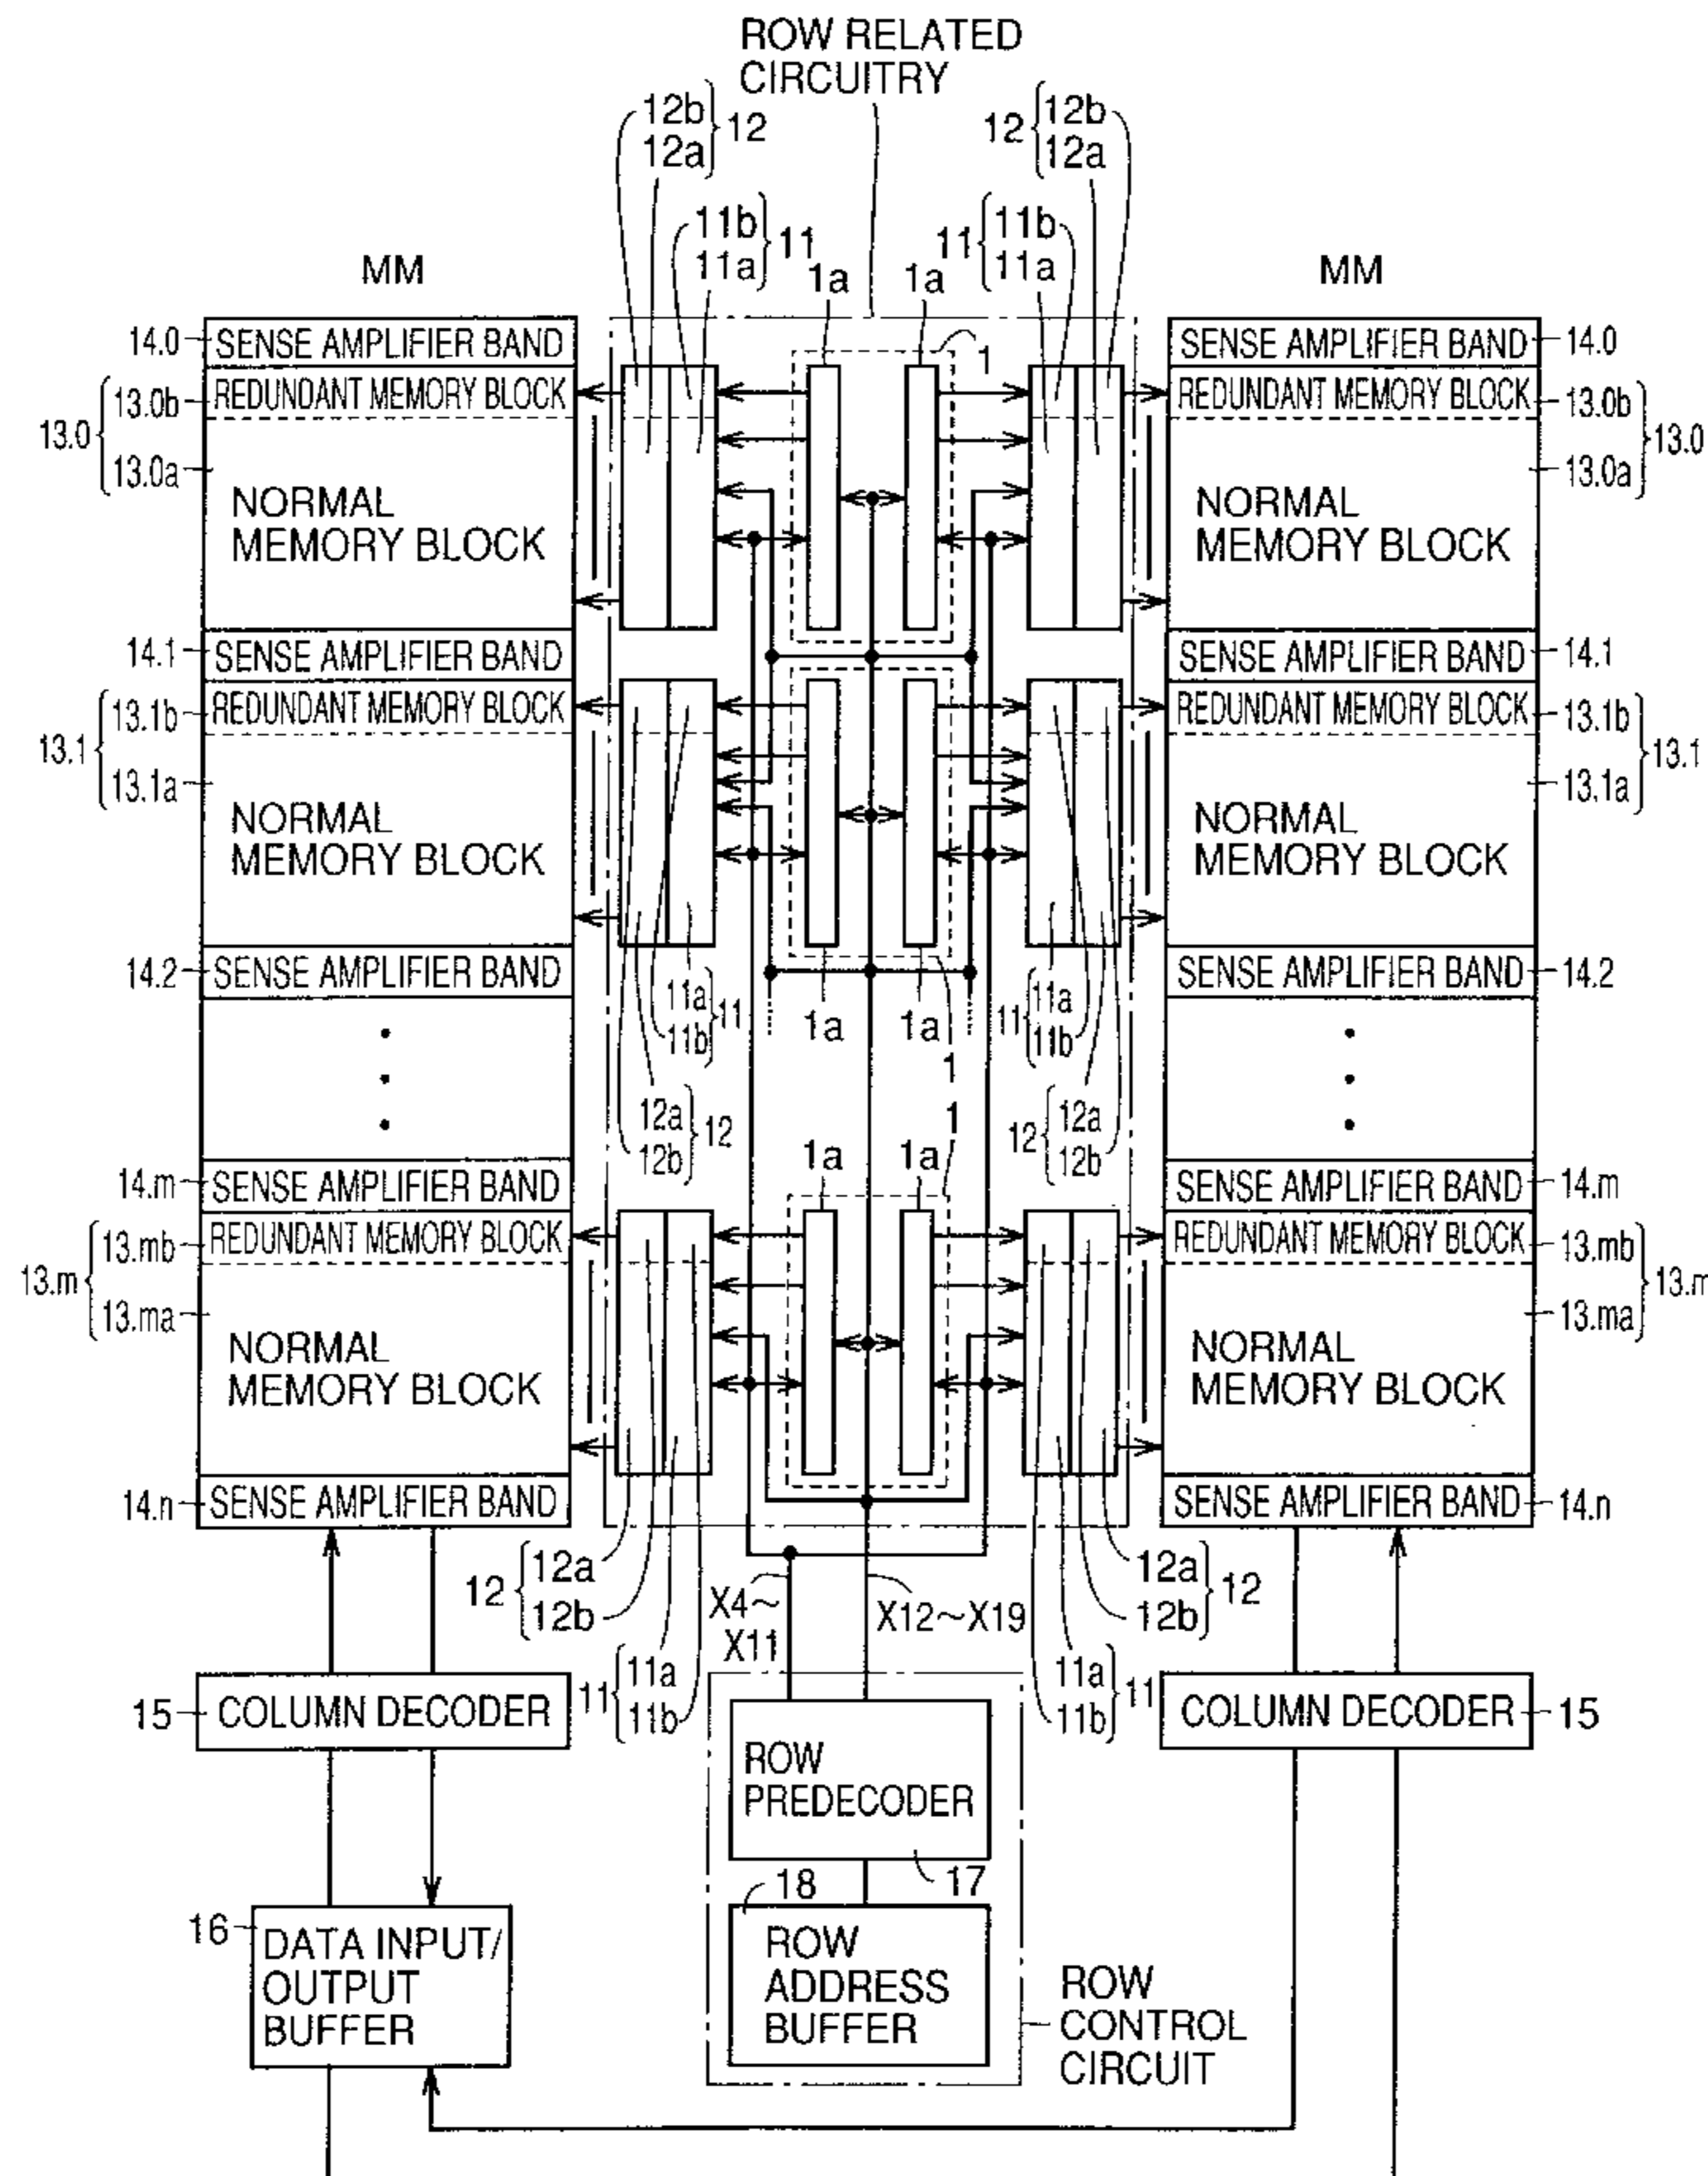 ROW RELATED
CIRCUITRY
12b
12a
12
12
12b
12a
11b
11a
11
11
11b
11a
1a
1a
MM
MM
1
14.0
SENSE AMPLIFIER BAND
SENSE AMPLIFIER BAND
14.0
13.0
13.0b
REDUNDANT MEMORY BLOCK
REDUNDANT MEMORY BLOCK
13.0b
13.0
13.0a
NORMAL
MEMORY BLOCK
NORMAL
MEMORY BLOCK
13.0a
14.1
SENSE AMPLIFIER BAND
SENSE AMPLIFIER BAND
14.1
13.1
13.1b
REDUNDANT MEMORY BLOCK
REDUNDANT MEMORY BLOCK
13.1b
13.1
13.1a
NORMAL
MEMORY BLOCK
NORMAL
MEMORY BLOCK
13.1a
14.2
SENSE AMPLIFIER BAND
SENSE AMPLIFIER BAND
14.2
11a
11b
11
1a
1a
11
11a
11b
1
12a
12b
12
1
12
12a
12b
1a
1a
14.m
SENSE AMPLIFIER BAND
SENSE AMPLIFIER BAND
14.m
13.m
13.mb
REDUNDANT MEMORY BLOCK
REDUNDANT MEMORY BLOCK
13.mb
13.m
13.ma
NORMAL
MEMORY BLOCK
NORMAL
MEMORY BLOCK
13.ma
14.n
SENSE AMPLIFIER BAND
SENSE AMPLIFIER BAND
14.n
12
12a
12b
X4~
X11
X12~X19
12a
12b
12
11
11a
11b
11a
11b
11
15
COLUMN DECODER
COLUMN DECODER
15
ROW
PREDECODER
17
18
ROW
ADDRESS
BUFFER
16
DATA INPUT/
OUTPUT
BUFFER
ROW
CONTROL
CIRCUIT